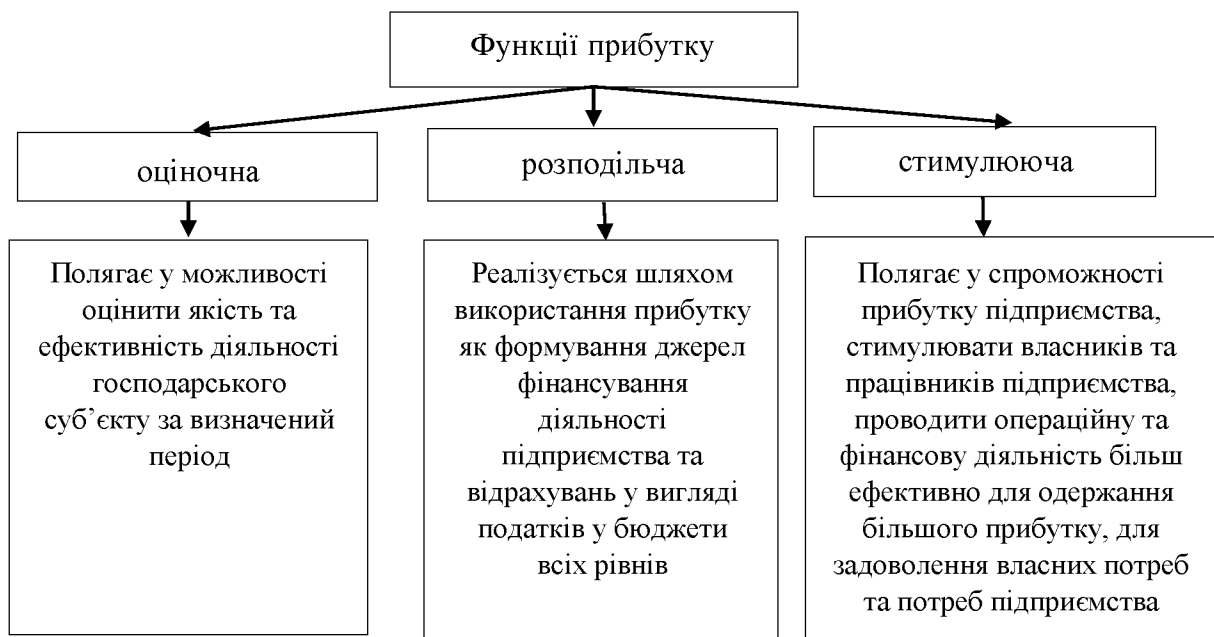 Функції прибутку
оціночна
розподільча
стимулююча
Полягає у можливості
оцінити якість та
ефективність діяльності
господарського
суб’єкту за визначений
період
Реалізується шляхом
використання прибутку
як формування джерел
фінансування
діяльності
підприємства та
відрахувань у вигляді
податків у бюджети
всіх рівнів
Полягає у спроможності
прибутку підприємства,
стимулювати власників та
працівників підприємства,
проводити операційну та
фінансову діяльність більш
ефективно для одержання
більшого прибутку, для
задоволення власних потреб
та потреб підприємства